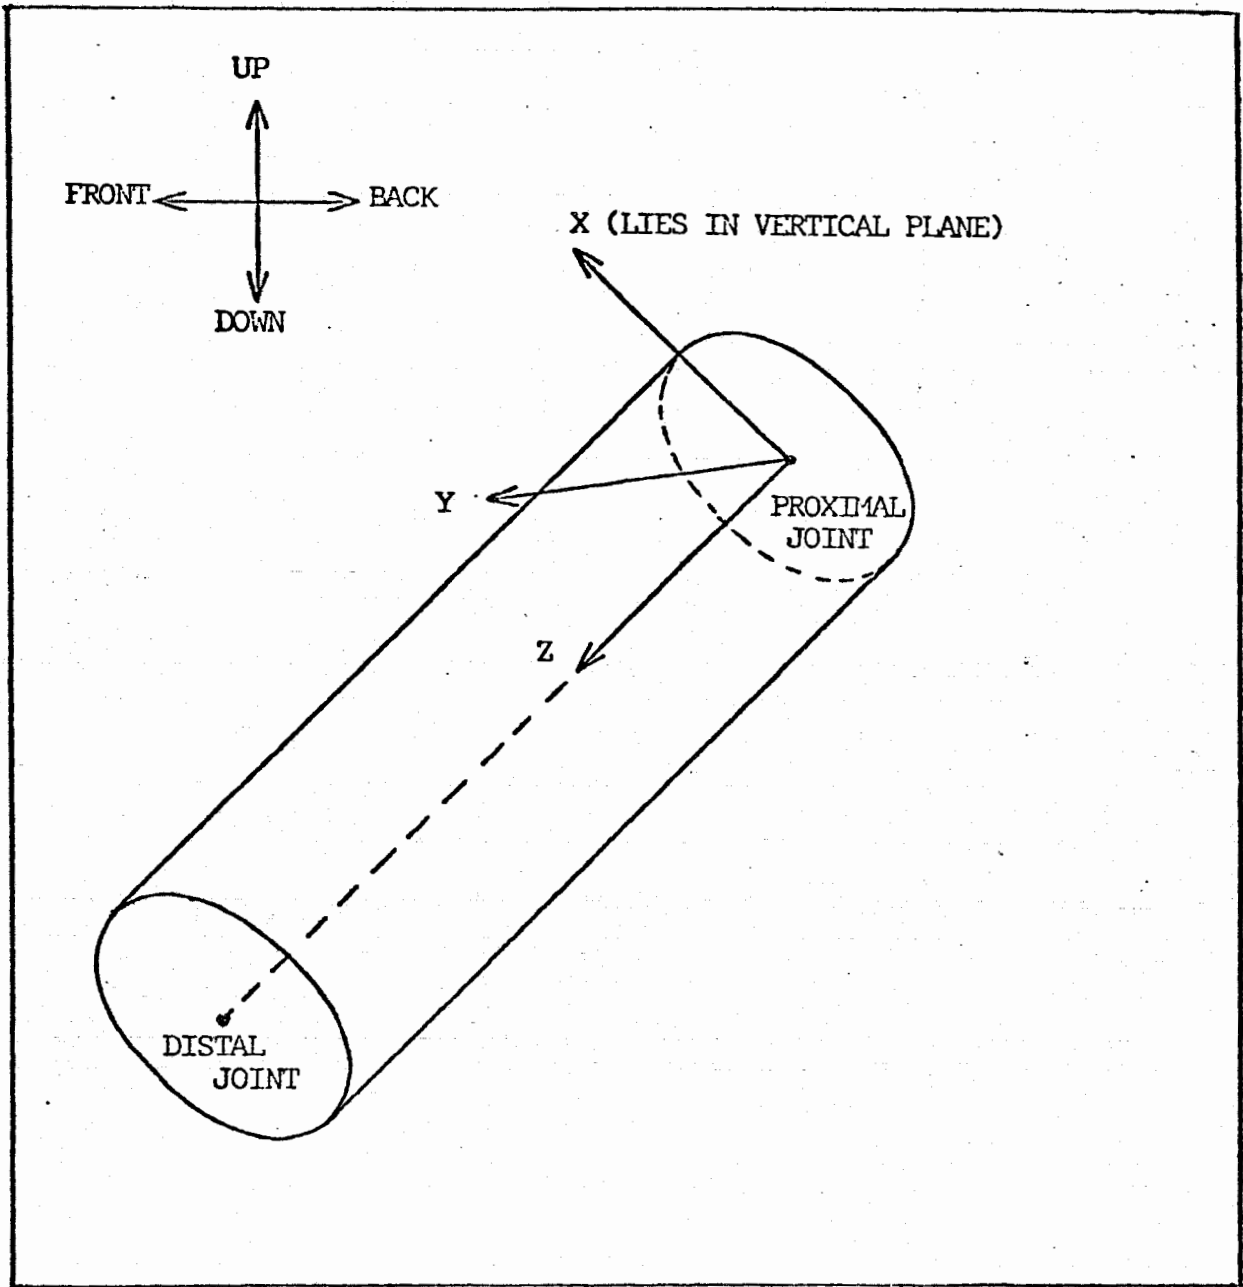 UP
FRONT
BACK
DOWN
X (LIES IN VERTICAL PLANE)
Y
PROXIMAL
JOINT
Z
DISTAL
JOINT